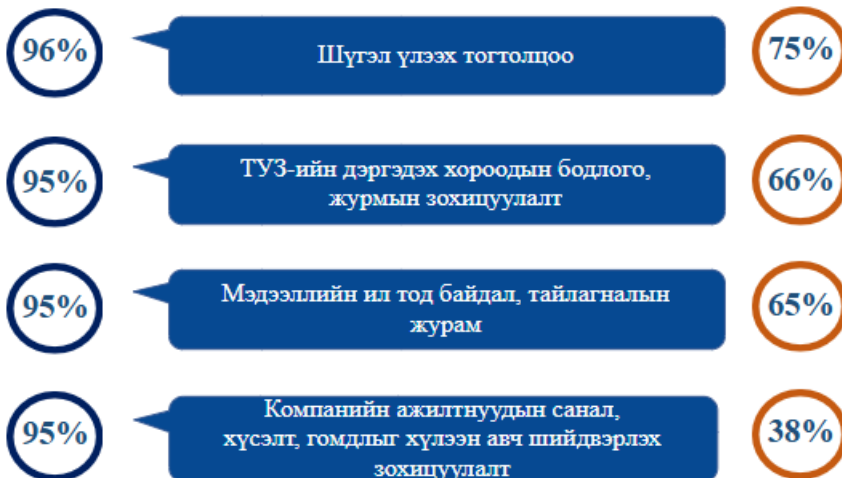 96%
Шүгэл үлээх тогтолцоо
75%
95%
ТУЗ-ийн дэргэдэх хороодын бодлого,
журмын зохицуулалт
66%
95%
Мэдээллийн ил тод байдал, тайлагналын
журам
65%
95%
Компанийн ажилтнуудын санал,
хүсэлт, гомдлыг хүлээн авч шийдвэрлэх
зохицуулалт
38%